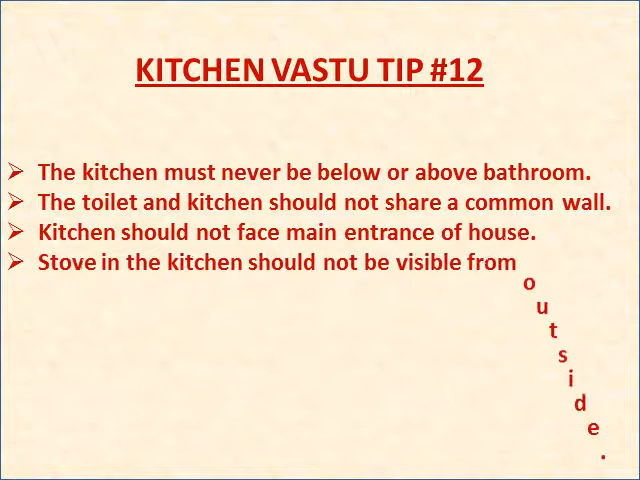 KITCHEN VASTU TIP #12
➢ The kitchen must never be below or above bathroom.
➢ The toilet and kitchen should not share a common wall.
➢ Kitchen should not face main entrance of house.
➢ Stove in the kitchen should not be visible from
o
u
t
s
i
d
e
.